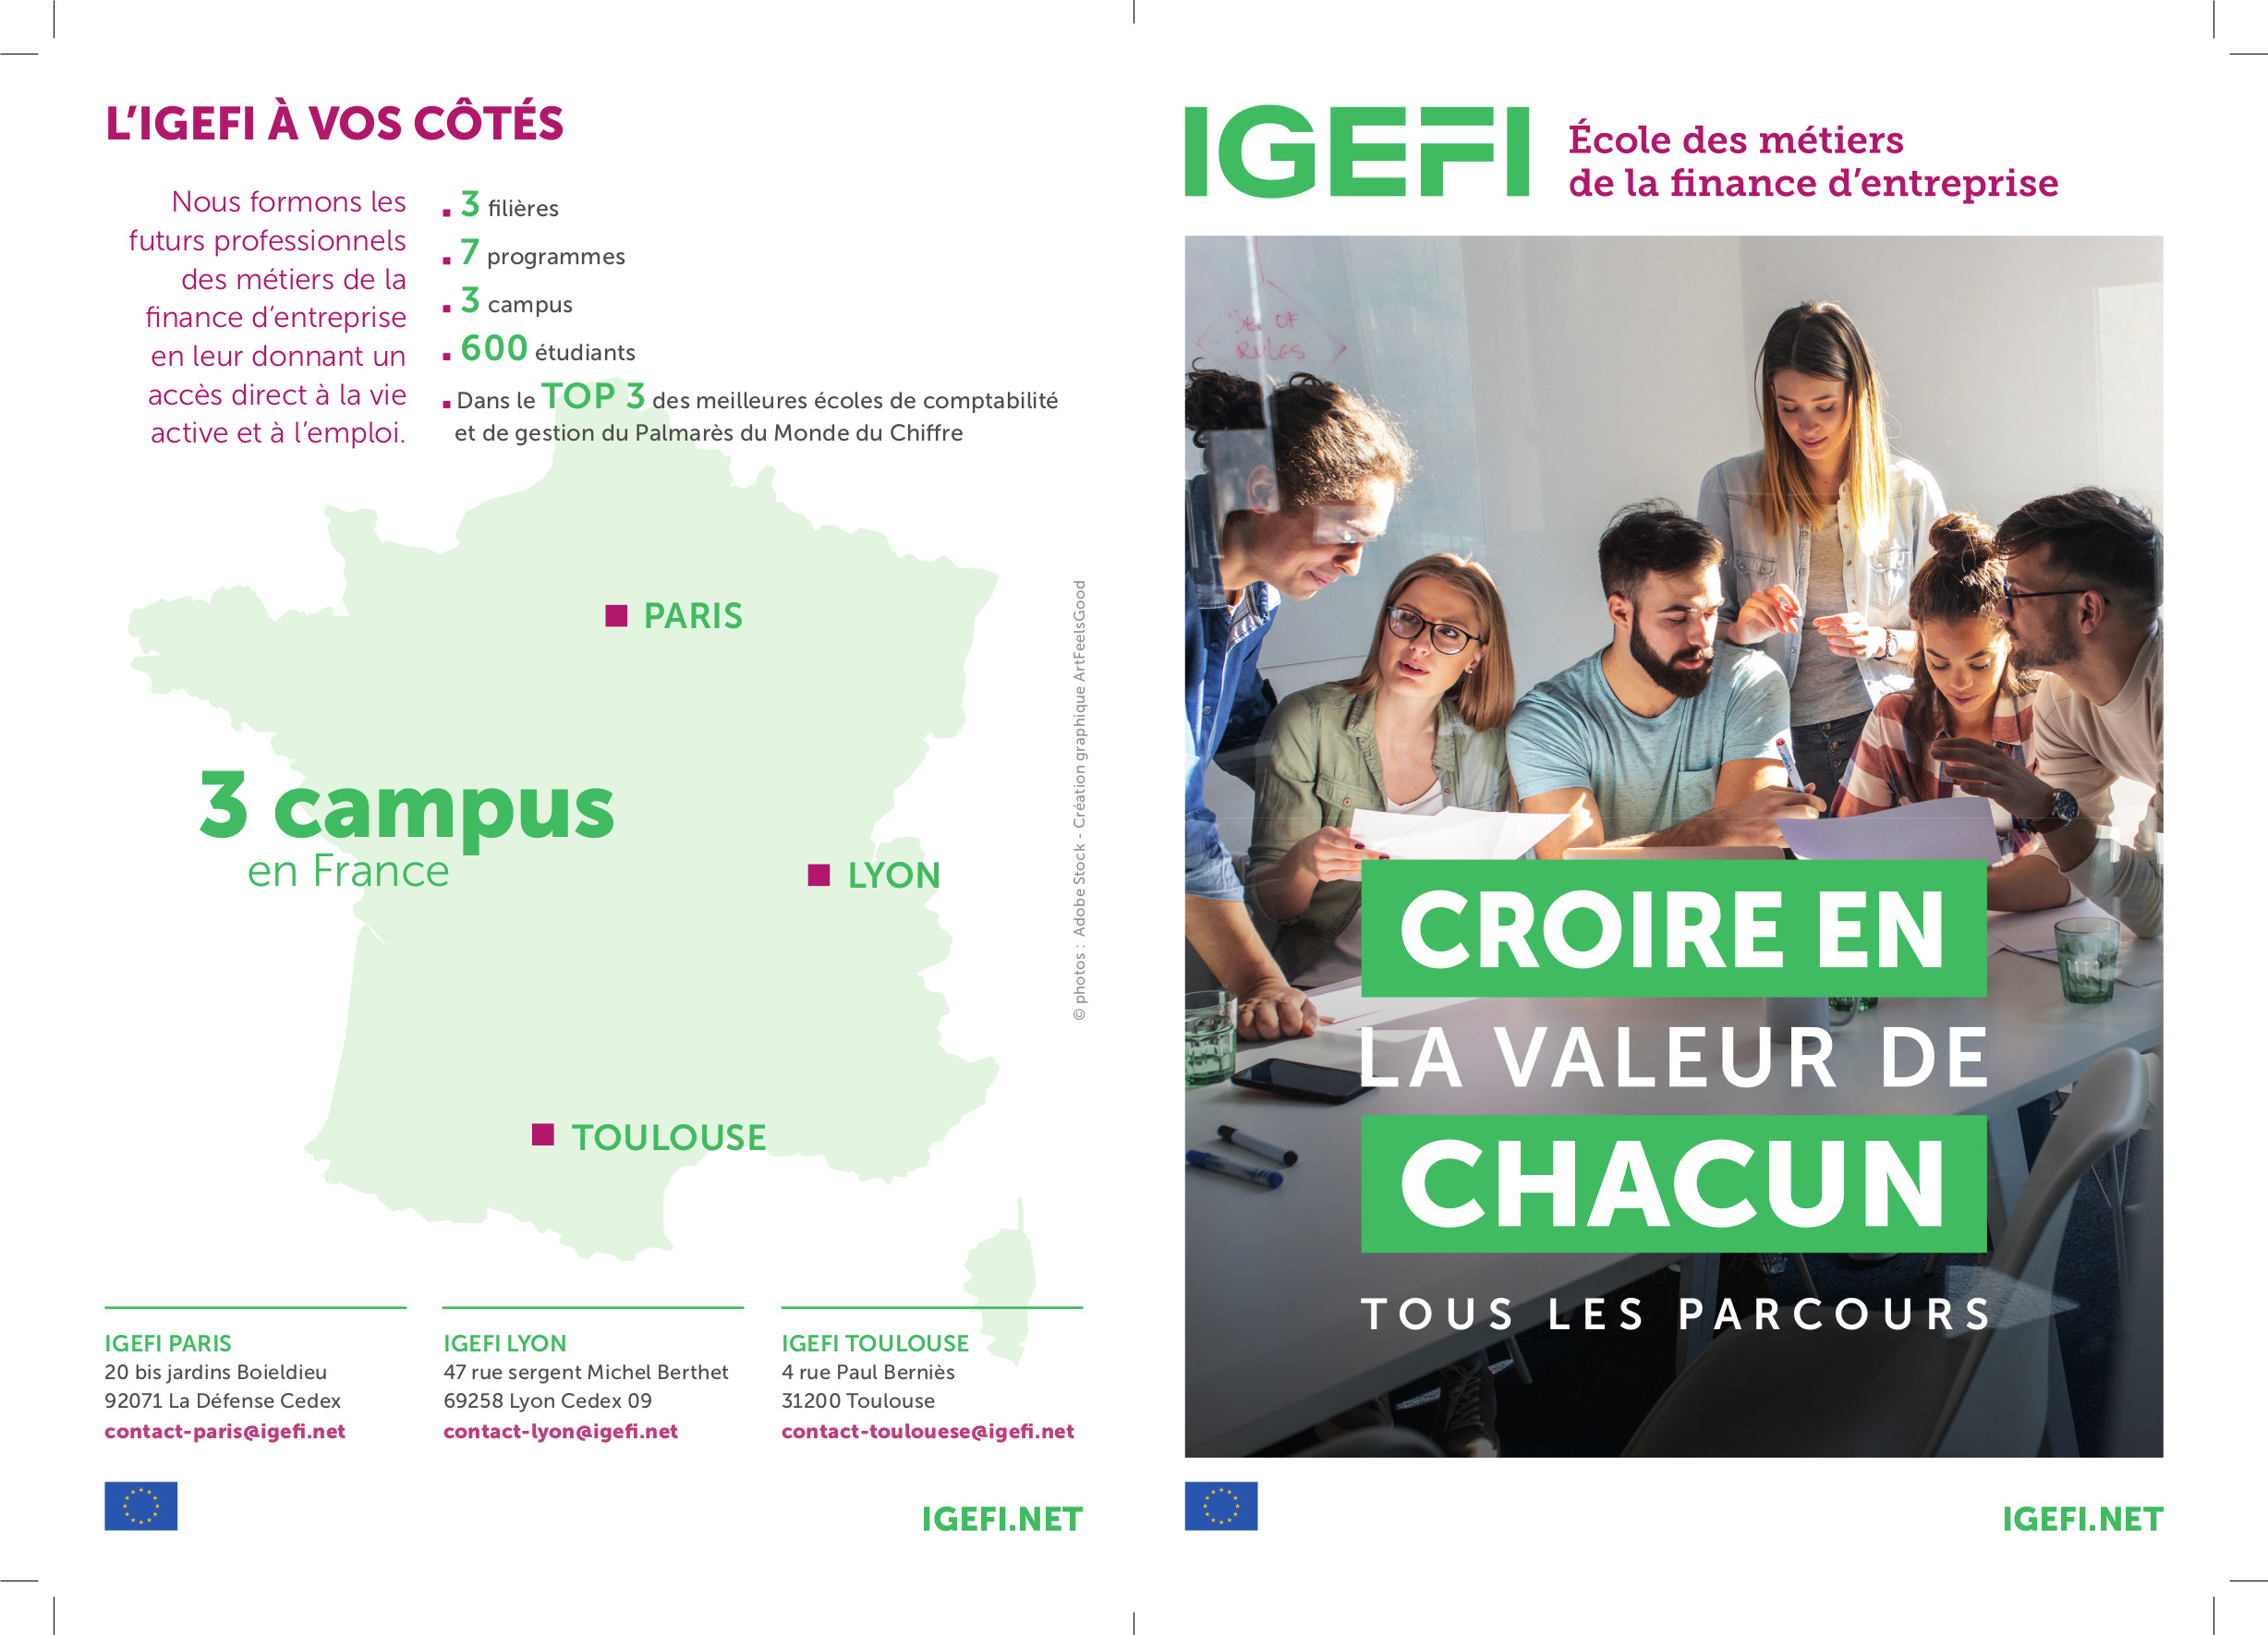 L'IGEFI À VOS CÔTÉS
Nous formons les
futurs professionnels
des métiers de la
finance d'entreprise
en leur donnant un
accès direct à la vie
active et à l'emploi.
3 filières
7 programmes
3 campus
600 étudiants
Dans le TOP 3 des meilleures écoles de comptabilité
et de gestion du Palmarès du Monde du Chiffre
PARIS
3 campus
en France
LYON
TOULOUSE
© photos : Adobe Stock - Création graphique ArtFeelsGood
IGEFI PARIS
20 bis jardins Boieldieu
92071 La Défense Cedex
contact-paris@igefi.net
IGEFI LYON
47 rue sergent Michel Berthet
69258 Lyon Cedex 09
contact-lyon@igefi.net
IGEFI TOULOUSE
4 rue Paul Berniès
31200 Toulouse
contact-toulouese@igefi.net
IGEFI.NET
IGEFI
École des métiers
de la finance d'entreprise
SET OF
RULES
CROIRE EN
LA VALEUR DE
CHACUN
TOUS LES PARCOURS
IGEFI.NET